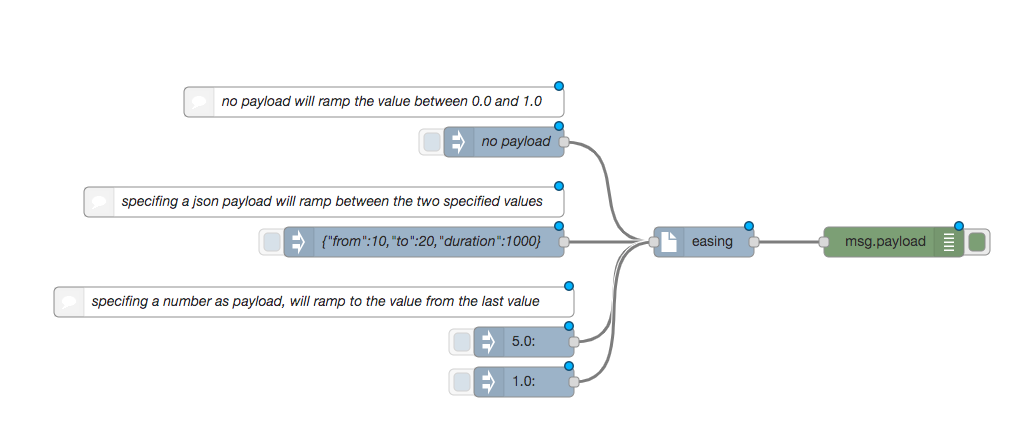 no payload will ramp the value between 0.0 and 1.0
no payload
specifing a json payload will ramp between the two specified values
{"from":10,"to":20,"duration":1000}
easing
msg.payload
specifing a number as payload, will ramp to the value from the last value
5.0:
1.0: